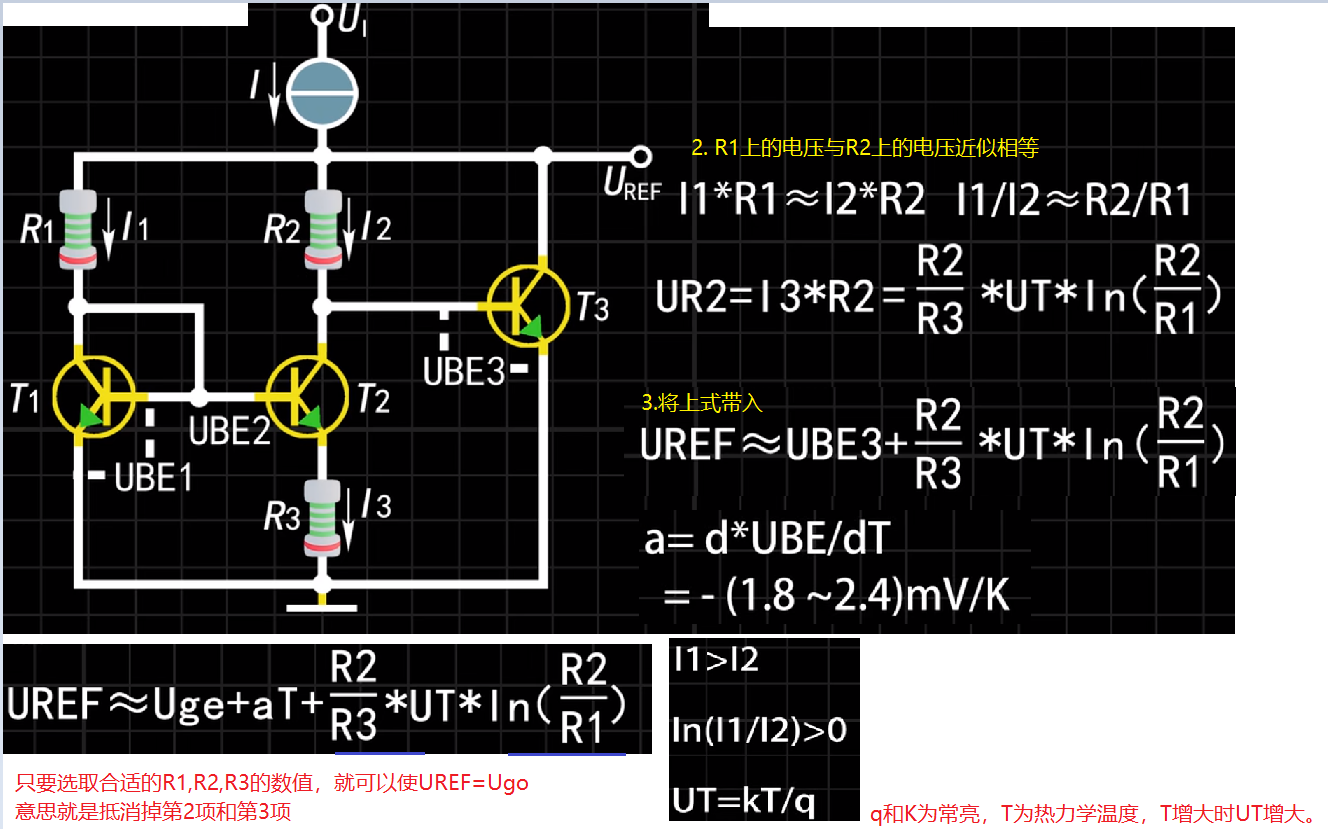 UI
I
2. R1上的电压与R2上的电压近似相等
UREF
I1*R1≈I2*R2 I1/I2≈R2/R1
R1 I1 R2 I2
UR2=I3*R2=R2/R3 *UT*ln(R2/R1)
T3
UBE3
T1 UBE2 T2
3.将上式带入
UREF≈UBE3+R2/R3 *UT*ln(R2/R1)
UBE1
R3 I3
a= d*UBE/dT
= - (1.8 ~2.4)mV/K
UREF≈Uge+aT+R2/R3*UT*ln(R2/R1)
I1>I2
ln(I1/I2)>0
UT=kT/q
只要选取合适的R1,R2,R3的数值，就可以使UREF=Ugo
意思就是抵消掉第2项和第3项
q和K为常亮，T为热力学温度，T增大时UT增大。